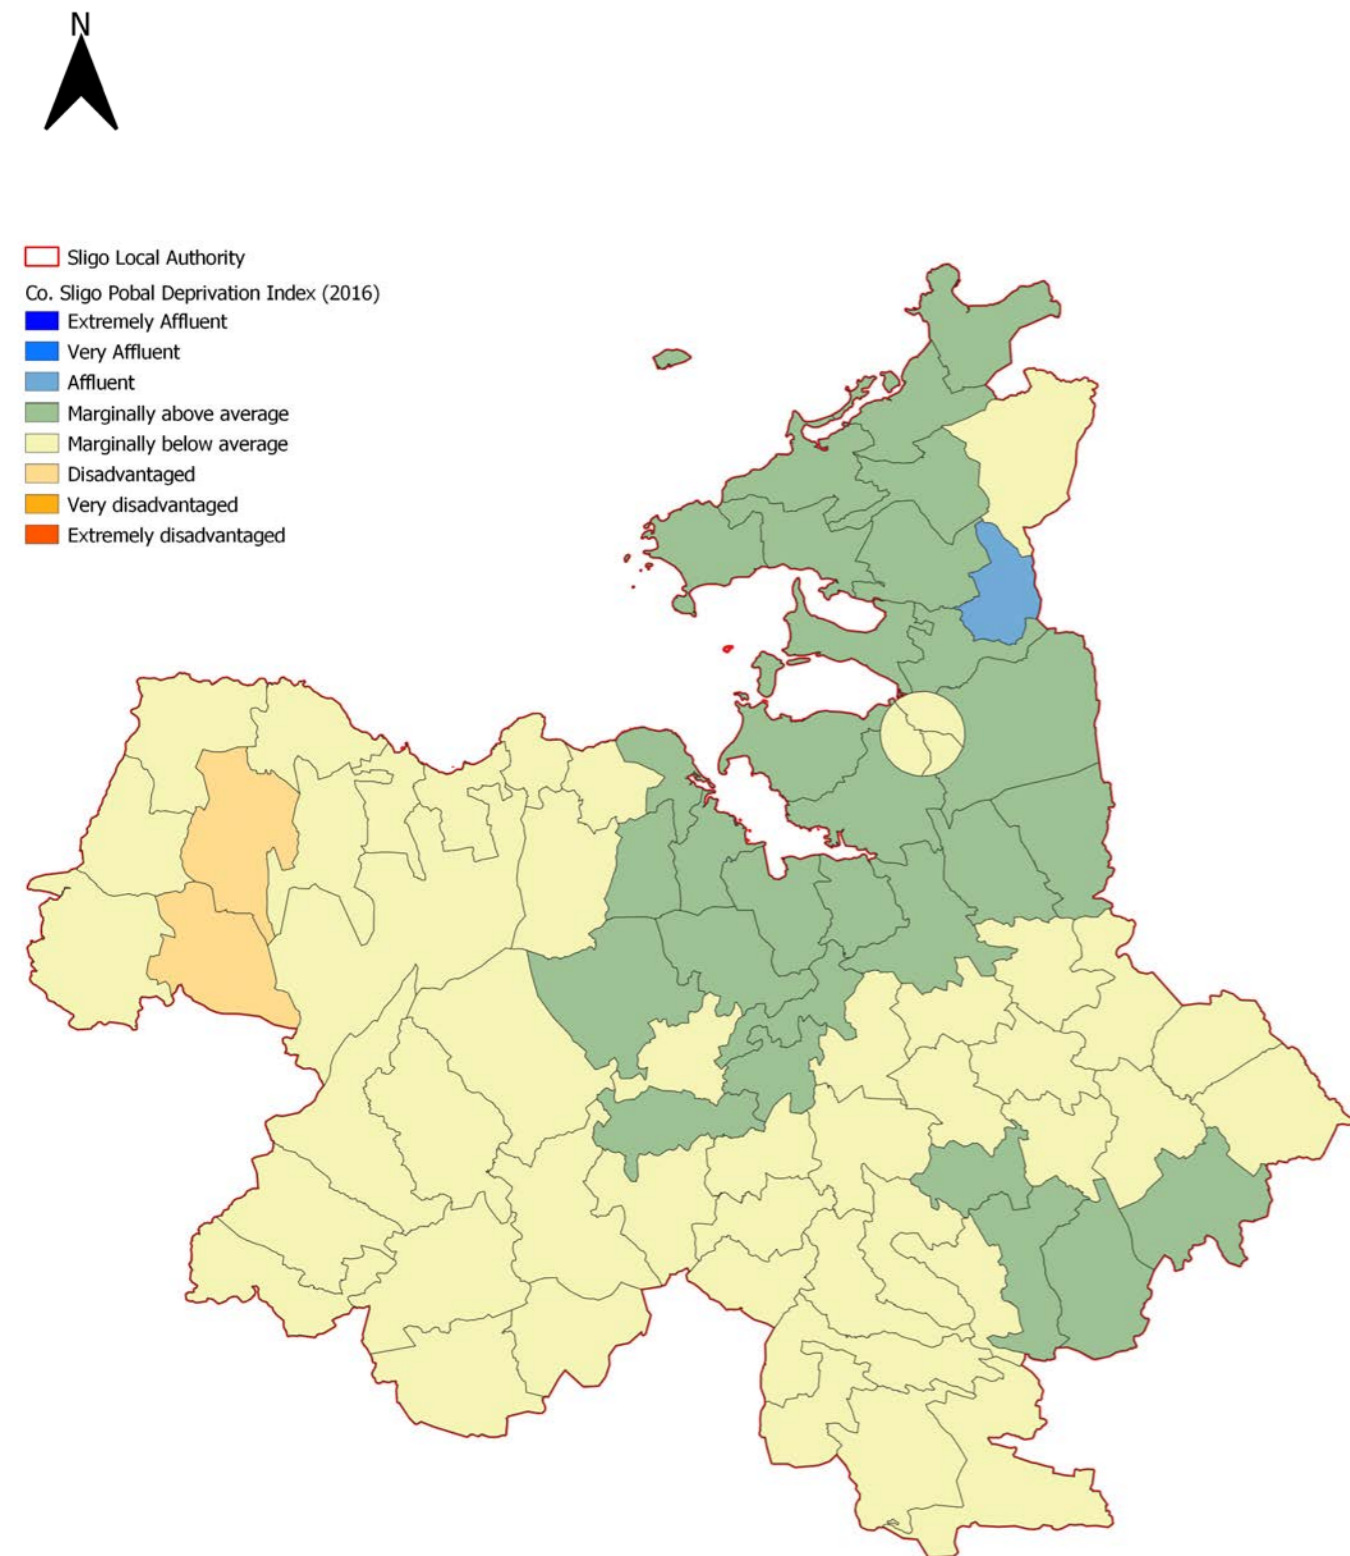 N
Sligo Local Authority
Co. Sligo Pobal Deprivation Index (2016)
Extremely Affluent
Very Affluent
Affluent
Marginally above average
Marginally below average
Disadvantaged
Very disadvantaged
Extremely disadvantaged